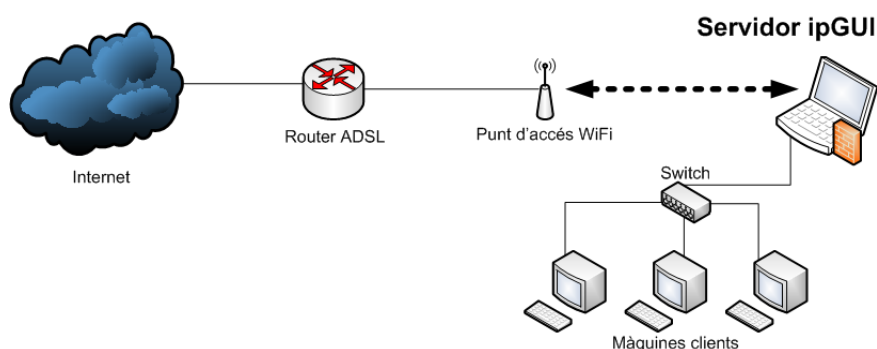 Servidor ipGUI
Internet
Router ADSL
Punt d'accés WiFi
Switch
Màquines clients